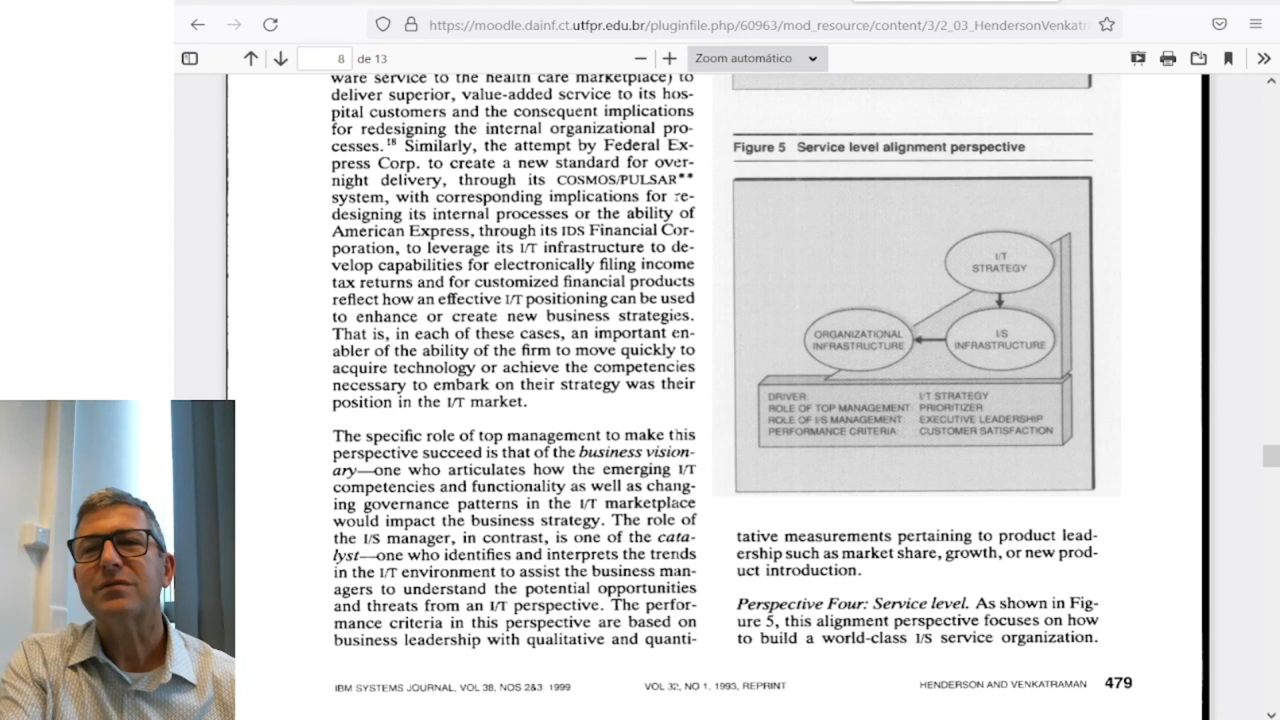 https://moodle.dainf.ct.utfpr.edu.br/pluginfile.php/60963/mod_resource/content/3/2_03_HendersonVenkatr
8 de 13
Zoom automático
ware service to the health care marketplace) to
deliver superior, value-added service to its hos-
pital customers and the consequent implications
for redesigning the internal organizational pro-
cesses.18 Similarly, the attempt by Federal Ex-
press Corp. to create a new standard for over-
night delivery, through its COSMOS/PULSAR**
system, with corresponding implications for re-
designing its internal processes or the ability of
American Express, through its IDS Financial Cor-
poration, to leverage its I/T infrastructure to de-
velop capabilities for electronically filing income
tax returns and for customized financial products
reflect how an effective I/T positioning can be used
to enhance or create new business strategies.
That is, in each of these cases, an important en-
abler of the ability of the firm to move quickly to
acquire technology or achieve the competencies
necessary to embark on their strategy was their
position in the I/T market.
The specific role of top management to make this
perspective succeed is that of the business vision-
ary—one who articulates how the emerging I/T
competencies and functionality as well as chang-
ing governance patterns in the I/T marketplace
would impact the business strategy. The role of
the I/S manager, in contrast, is one of the cata-
lyst—one who identifies and interprets the trends
in the I/T environment to assist the business man-
agers to understand the potential opportunities
and threats from an I/T perspective. The perfor-
mance criteria in this perspective are based on
business leadership with qualitative and quanti-
Figure 5 Service level alignment perspective
I/T
STRATEGY
ORGANIZATIONAL
INFRASTRUCTURE
I/S
INFRASTRUCTURE
DRIVER I/T STRATEGY
ROLE OF TOP MANAGEMENT PRIORITIZER
ROLE OF I/S MANAGEMENT EXECUTIVE LEADERSHIP
PERFORMANCE CRITERIA CUSTOMER SATISFACTION
tative measurements pertaining to product lead-
ership such as market share, growth, or new prod-
uct introduction.
Perspective Four: Service level. As shown in Fig-
ure 5, this alignment perspective focuses on how
to build a world-class I/S service organization.
IBM SYSTEMS JOURNAL, VOL 38, NOS 2&3, 1999 VOL 32, NO 1, 1993, REPRINT HENDERSON AND VENKATRAMAN 479